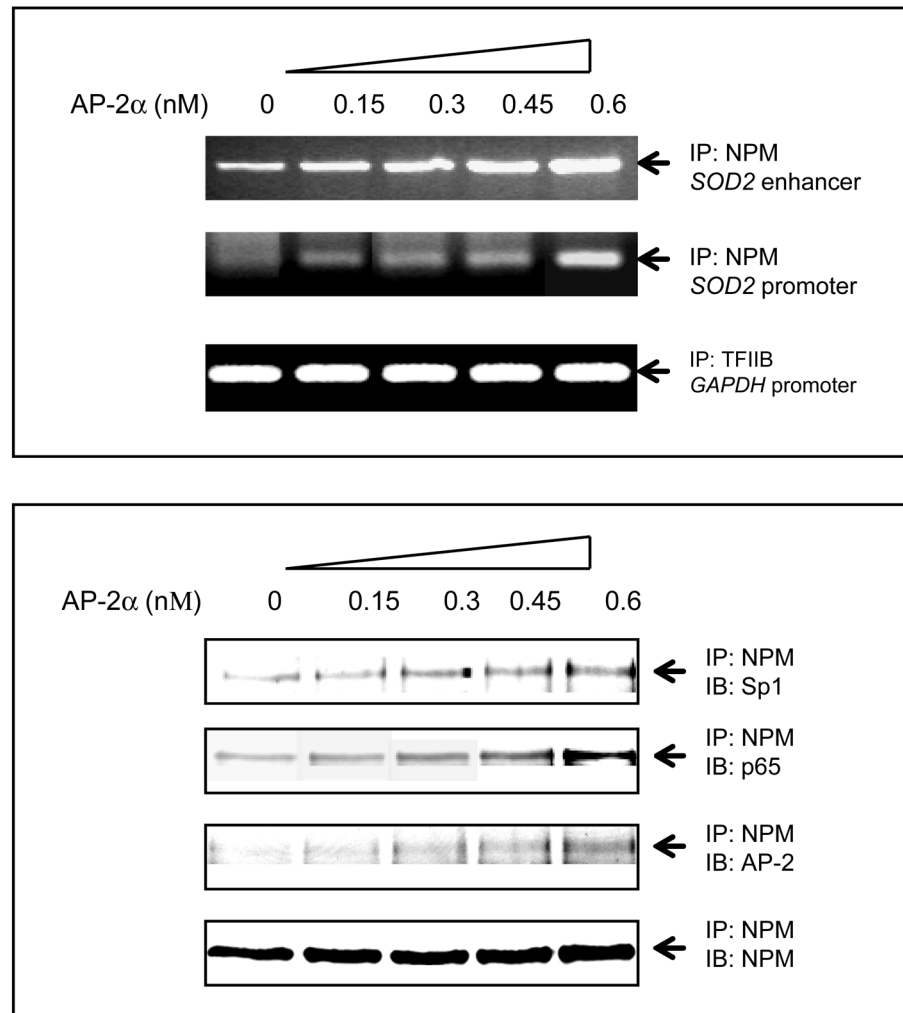 AP-2α (nM) 0 0.15 0.3 0.45 0.6
IP: NPM
SOD2 enhancer
IP: NPM
SOD2 promoter
IP: TFIIB
GAPDH promoter
AP-2α (nM) 0 0.15 0.3 0.45 0.6
IP: NPM
IB: Sp1
IP: NPM
IB: p65
IP: NPM
IB: AP-2
IP: NPM
IB: NPM